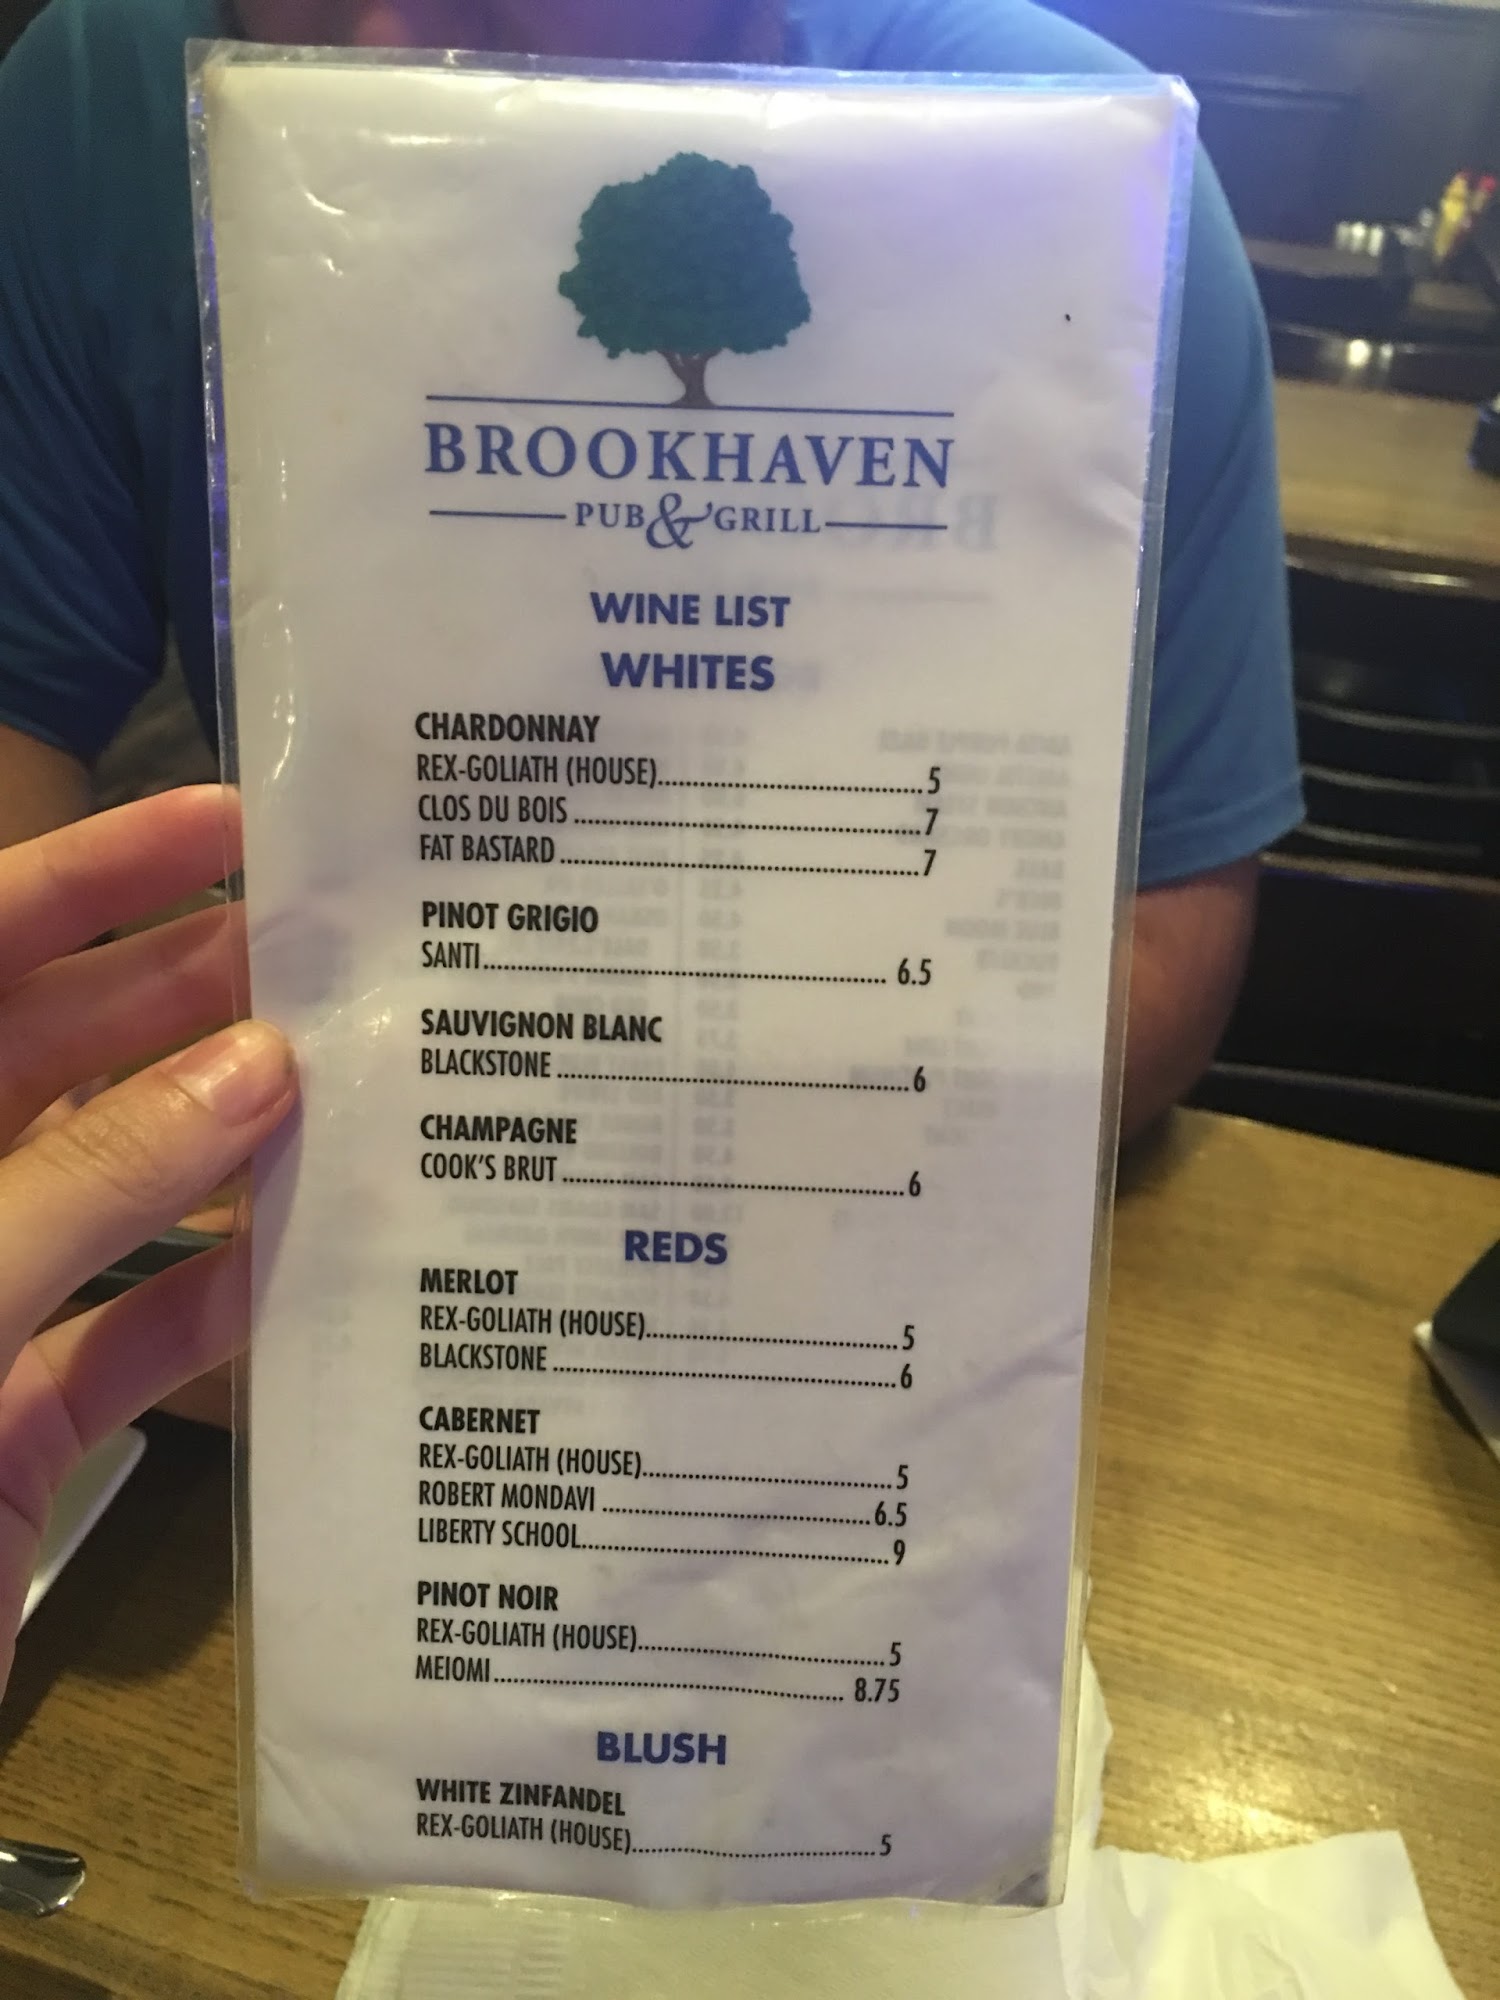 BROOKHAVEN
PUB & GRILL
WINE LIST
WHITES
CHARDONNAY
REX-GOLIATH (HOUSE)..............................5
CLOS DU BOIS ..............................7
FAT BASTARD ..............................7
PINOT GRIGIO
SANTI.............................. 6.5
SAUVIGNON BLANC
BLACKSTONE ..............................6
CHAMPAGNE
COOK'S BRUT ..............................6
REDS
MERLOT
REX-GOLIATH (HOUSE)..............................5
BLACKSTONE ..............................6
CABERNET
REX-GOLIATH (HOUSE)..............................5
ROBERT MONDAVI ..............................6.5
LIBERTY SCHOOL..............................9
PINOT NOIR
REX-GOLIATH (HOUSE)..............................5
MEIOMI.............................. 8.75
BLUSH
WHITE ZINFANDEL
REX-GOLIATH (HOUSE)..............................5